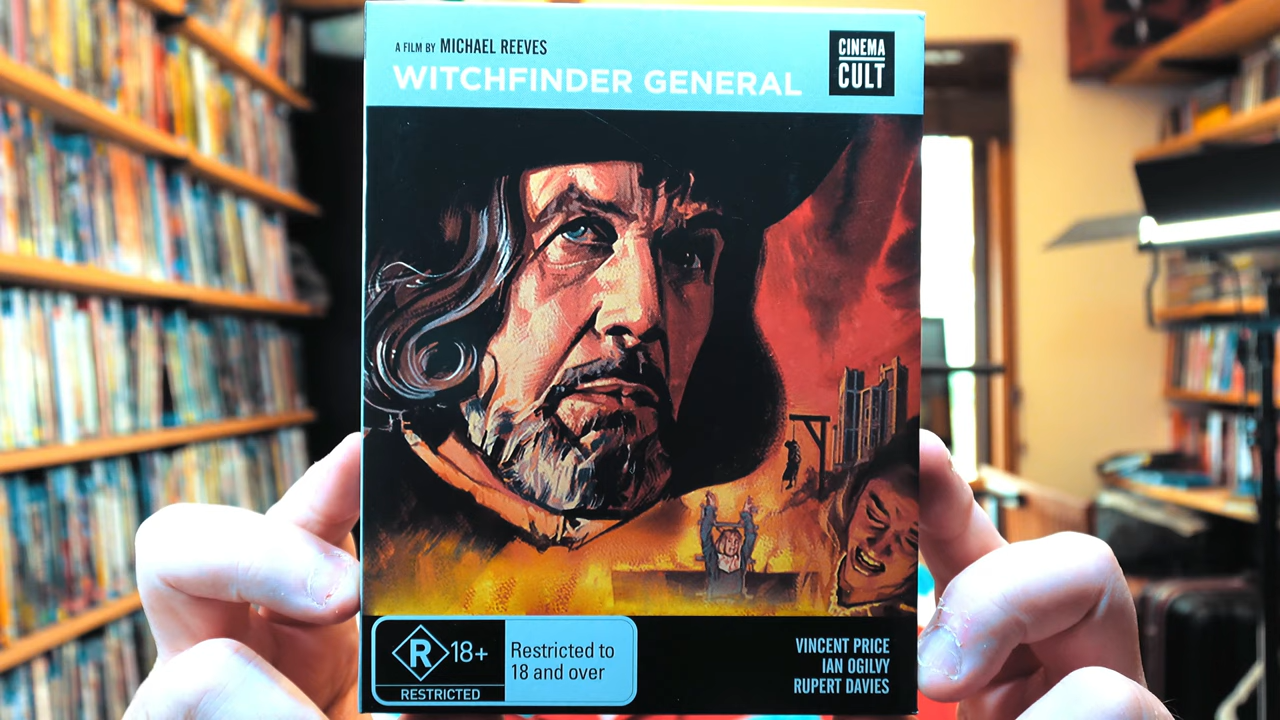 A FILM BY MICHAEL REEVES
WITCHFINDER GENERAL
CINEMA
CULT
R 18+
RESTRICTED
Restricted to
18 and over
VINCENT PRICE
IAN OGILVY
RUPERT DAVIES